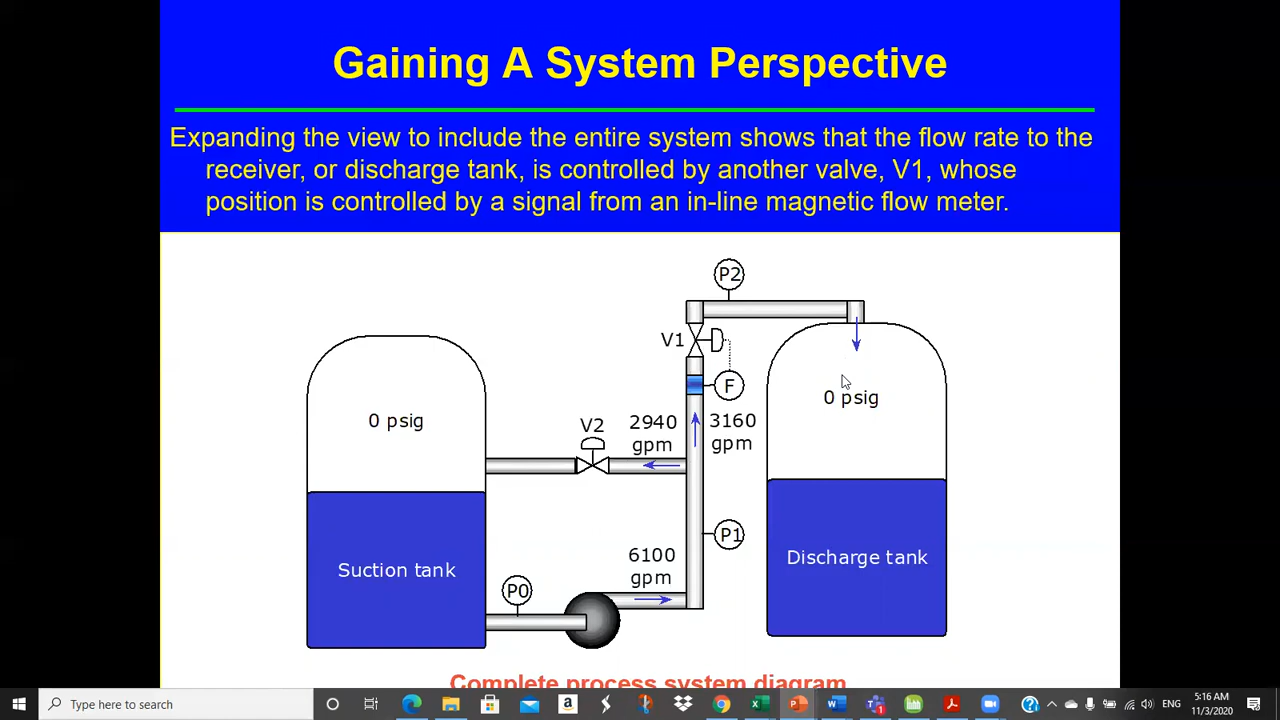 Gaining A System Perspective
Expanding the view to include the entire system shows that the flow rate to the
receiver, or discharge tank, is controlled by another valve, V1, whose
position is controlled by a signal from an in-line magnetic flow meter.
P2
V1
F
0 psig
0 psig
V2
2940
gpm
3160
gpm
P1
6100
gpm
Discharge tank
Suction tank
P0
Complete process system diagram
Type here to search
5:16 AM
11/3/2020